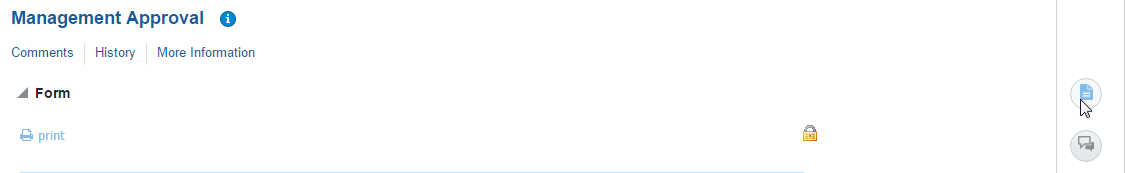 Management Approval
Comments History More Information
Form
print